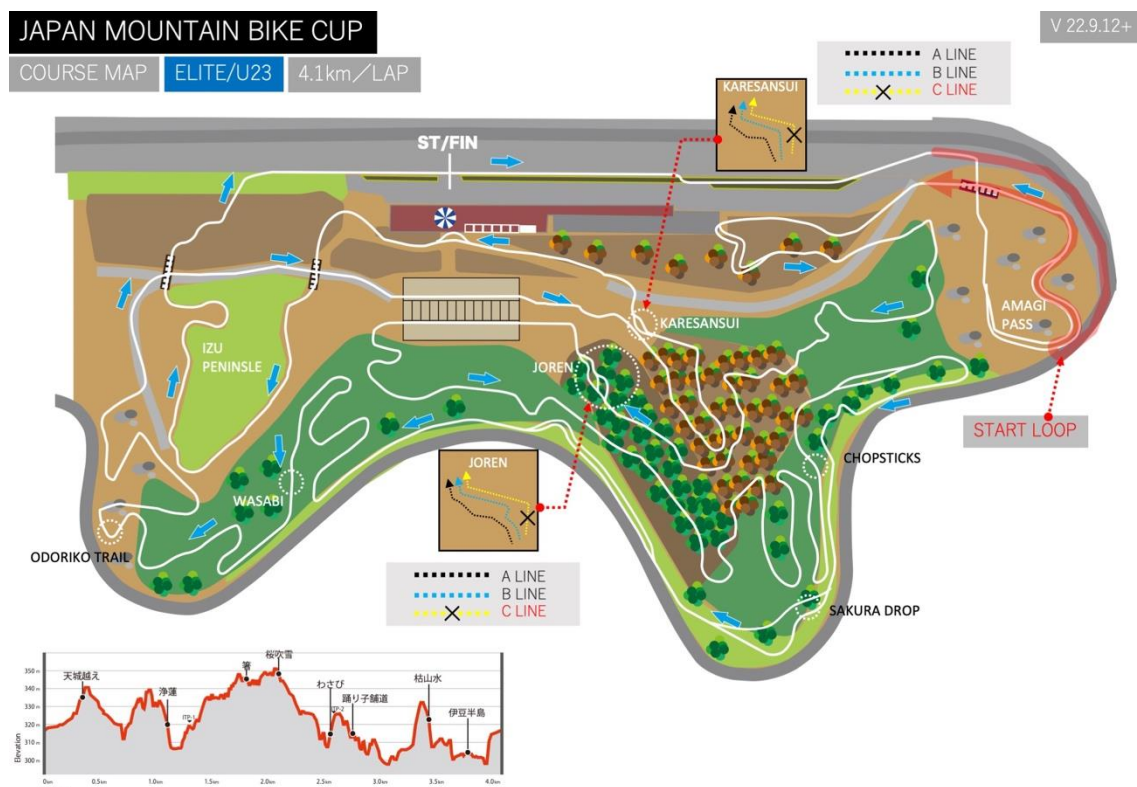 JAPAN MOUNTAIN BIKE CUP
V 22.9.12+
COURSE MAP ELITE/U23 4.1km／LAP
A LINE
B LINE
C LINE
KARESANSUI
ST/FIN
AMAGI
PASS
KARESANSUI
IZU
PENINSLE
JOREN
START LOOP
CHOPSTICKS
JOREN
WASABI
ODORIKO TRAIL
A LINE
B LINE
C LINE
SAKURA DROP
Elevation
350 m
340 m
330 m
320 m
310 m
300 m
天城越え
浄蓮
ITP-1
箸
桜吹雪
わさび
ITP-2
踊り子舗道
枯山水
伊豆半島
0km 0.5km 1.0km 1.5km 2.0km 2.5km 3.0km 3.5km 4.0km